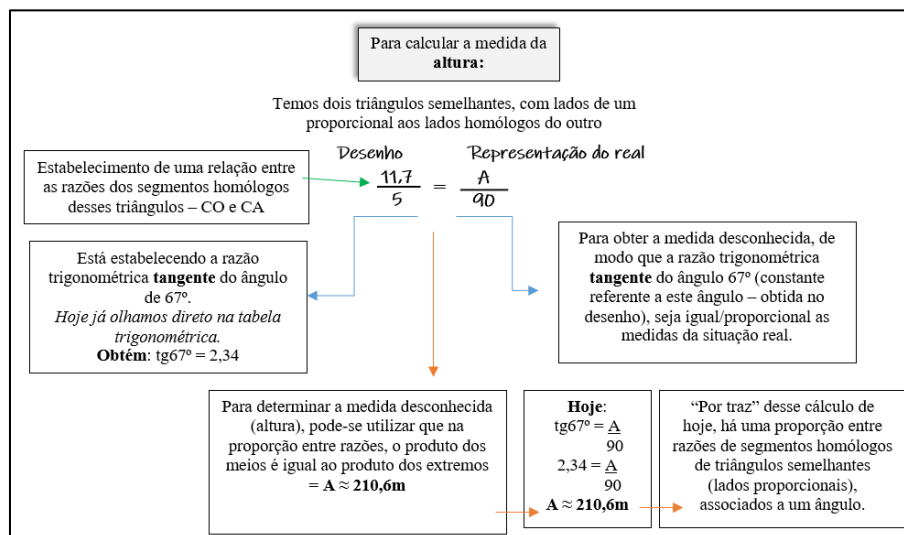 Para calcular a medida da
altura:
Temos dois triângulos semelhantes, com lados de um
proporcional aos lados homólogos do outro
Desenho
Representação do real
Estabelecimento de uma relação entre
as razões dos segmentos homólogos
desses triângulos – CO e CA
11,7 = A
5 90
Está estabelecendo a razão
trigonométrica tangente do ângulo
de 67º.
Hoje já olhamos direto na tabela
trigonométrica.
Obtém: tg67º = 2,34
Para obter a medida desconhecida, de
modo que a razão trigonométrica
tangente do ângulo 67º (constante
referente a este ângulo – obtida no
desenho), seja igual/proporcional as
medidas da situação real.
Para determinar a medida desconhecida
(altura), pode-se utilizar que na
proporção entre razões, o produto dos
meios é igual ao produto dos extremos
= A ≈ 210,6m
Hoje:
tg67º = A
90
2,34 = A
90
A ≈ 210,6m
“Por traz” desse cálculo de
hoje, há uma proporção entre
razões de segmentos homólogos
de triângulos semelhantes
(lados proporcionais),
associados a um ângulo.